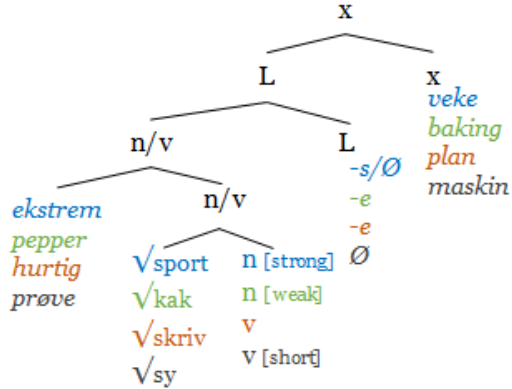 x
L
x
veke
baking
plan
maskin
n/v
L
-s/Ø
-e
-e
Ø
ekstrem
pepper
hurtig
prøve
n/v
√sport
√kak
√skriv
√sy
n [strong]
n [weak]
v
v [short]